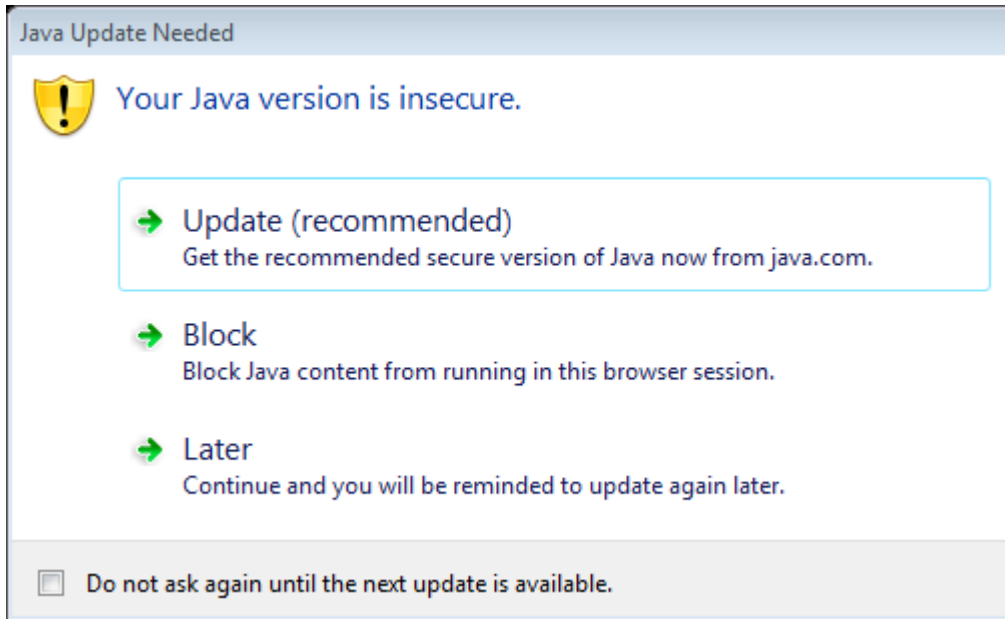 Java Update Needed
Your Java version is insecure.
Update (recommended)
Get the recommended secure version of Java now from java.com.
Block
Block Java content from running in this browser session.
Later
Continue and you will be reminded to update again later.
Do not ask again until the next update is available.